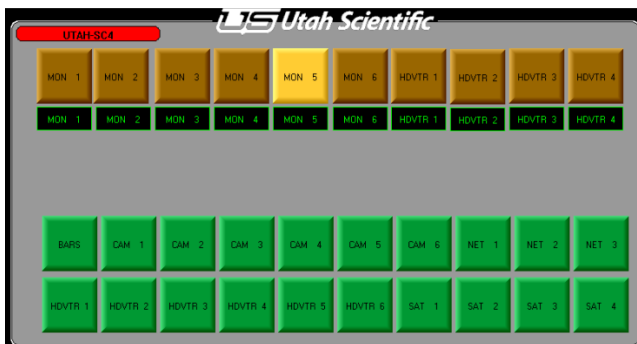 US Utah Scientific
UTAH-SC4
MON 1 MON 2 MON 3 MON 4 MON 5 MON 6 HDVTR 1 HDVTR 2 HDVTR 3 HDVTR 4
MON 1 MON 2 MON 3 MON 4 MON 5 MON 6 HDVTR 1 HDVTR 2 HDVTR 3 HDVTR 4
BARS CAM 1 CAM 2 CAM 3 CAM 4 CAM 5 CAM 6 NET 1 NET 2 NET 3
HDVTR 1 HDVTR 2 HDVTR 3 HDVTR 4 HDVTR 5 HDVTR 6 SAT 1 SAT 2 SAT 3 SAT 4